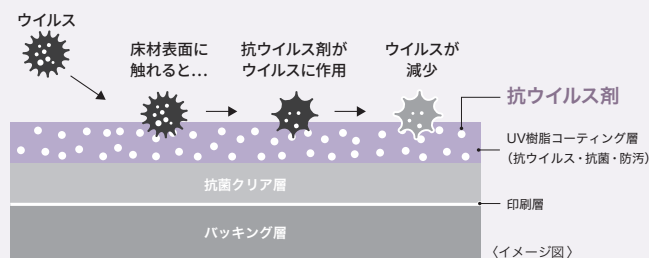 ウイルス
床材表面に
触れると…
抗ウイルス剤が
ウイルスに作用
ウイルスが
減少
抗ウイルス剤
UV樹脂コーティング層
（抗ウイルス・抗菌・防汚）
抗菌クリア層
印刷層
バッキング層
〈イメージ図〉